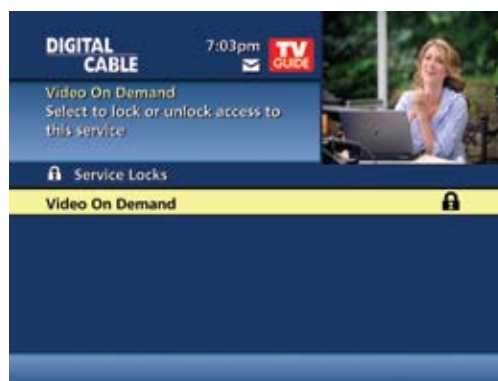 DIGITAL
CABLE
7:03pm
TV
GUIDE
Video On Demand
Select to lock or unlock access to
this service
Service Locks
Video On Demand